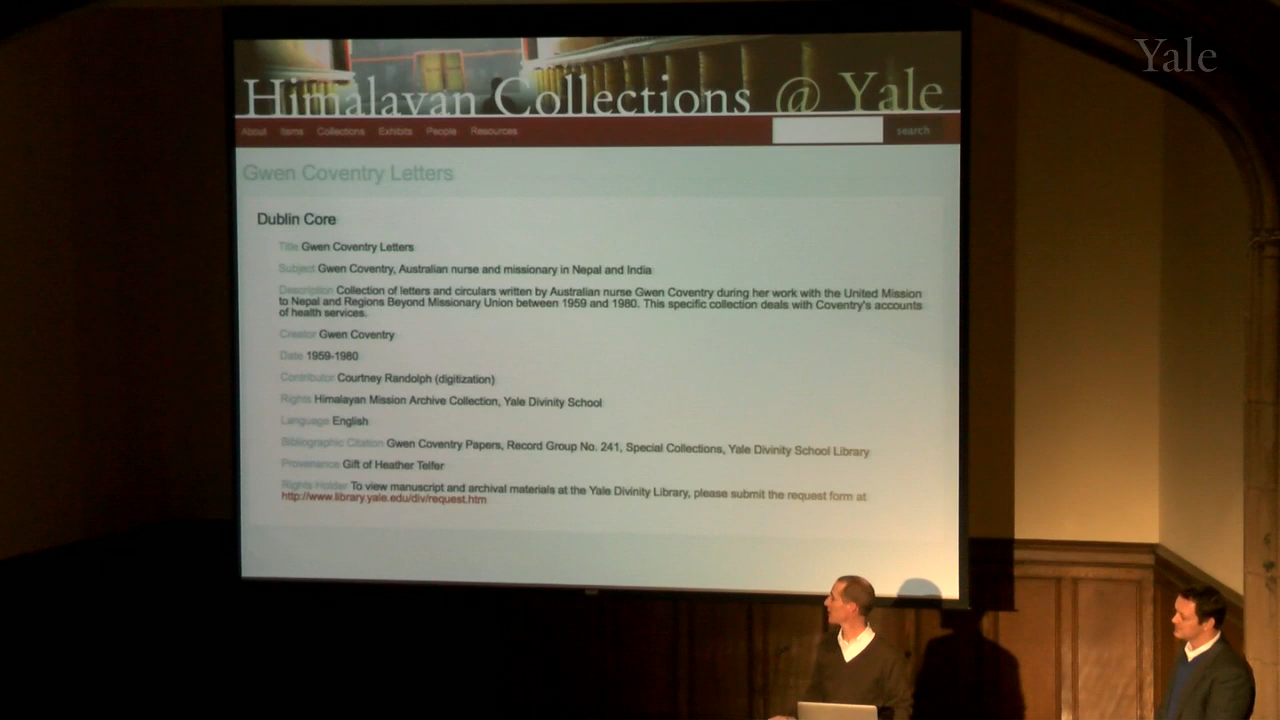 Yale
Himalayan Collections @ Yale
About Items Collections Exhibits People Resources
search
Gwen Coventry Letters
Dublin Core
Title Gwen Coventry Letters
Subject Gwen Coventry, Australian nurse and missionary in Nepal and India
Description Collection of letters and circulars written by Australian nurse Gwen Coventry during her work with the United Mission
to Nepal and Regions Beyond Missionary Union between 1959 and 1980. This specific collection deals with Coventry's accounts
of health services.
Creator Gwen Coventry
Date 1959-1980
Contributor Courtney Randolph (digitization)
Rights Himalayan Mission Archive Collection, Yale Divinity School
Language English
Bibliographic Citation Gwen Coventry Papers, Record Group No. 241, Special Collections, Yale Divinity School Library
Provenance Gift of Heather Telfer
Rights Holder To view manuscript and archival materials at the Yale Divinity Library, please submit the request form at
http://www.library.yale.edu/div/request.htm